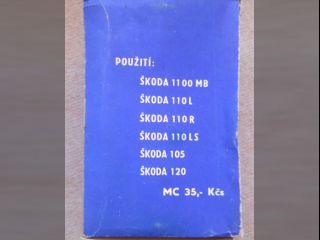 POUŽITÍ:
ŠKODA 1100 MB
ŠKODA 110 L
ŠKODA 110 R
ŠKODA 110 LS
ŠKODA 105
ŠKODA 120
MC 35,- Kčs